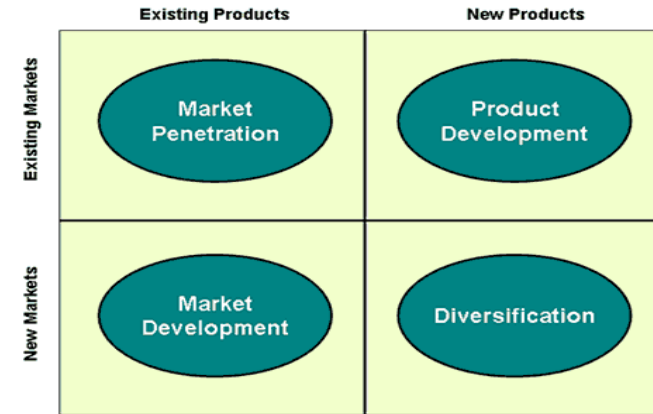 Existing Products
New Products
Existing Markets
Market
Penetration
Product
Development
New Markets
Market
Development
Diversification